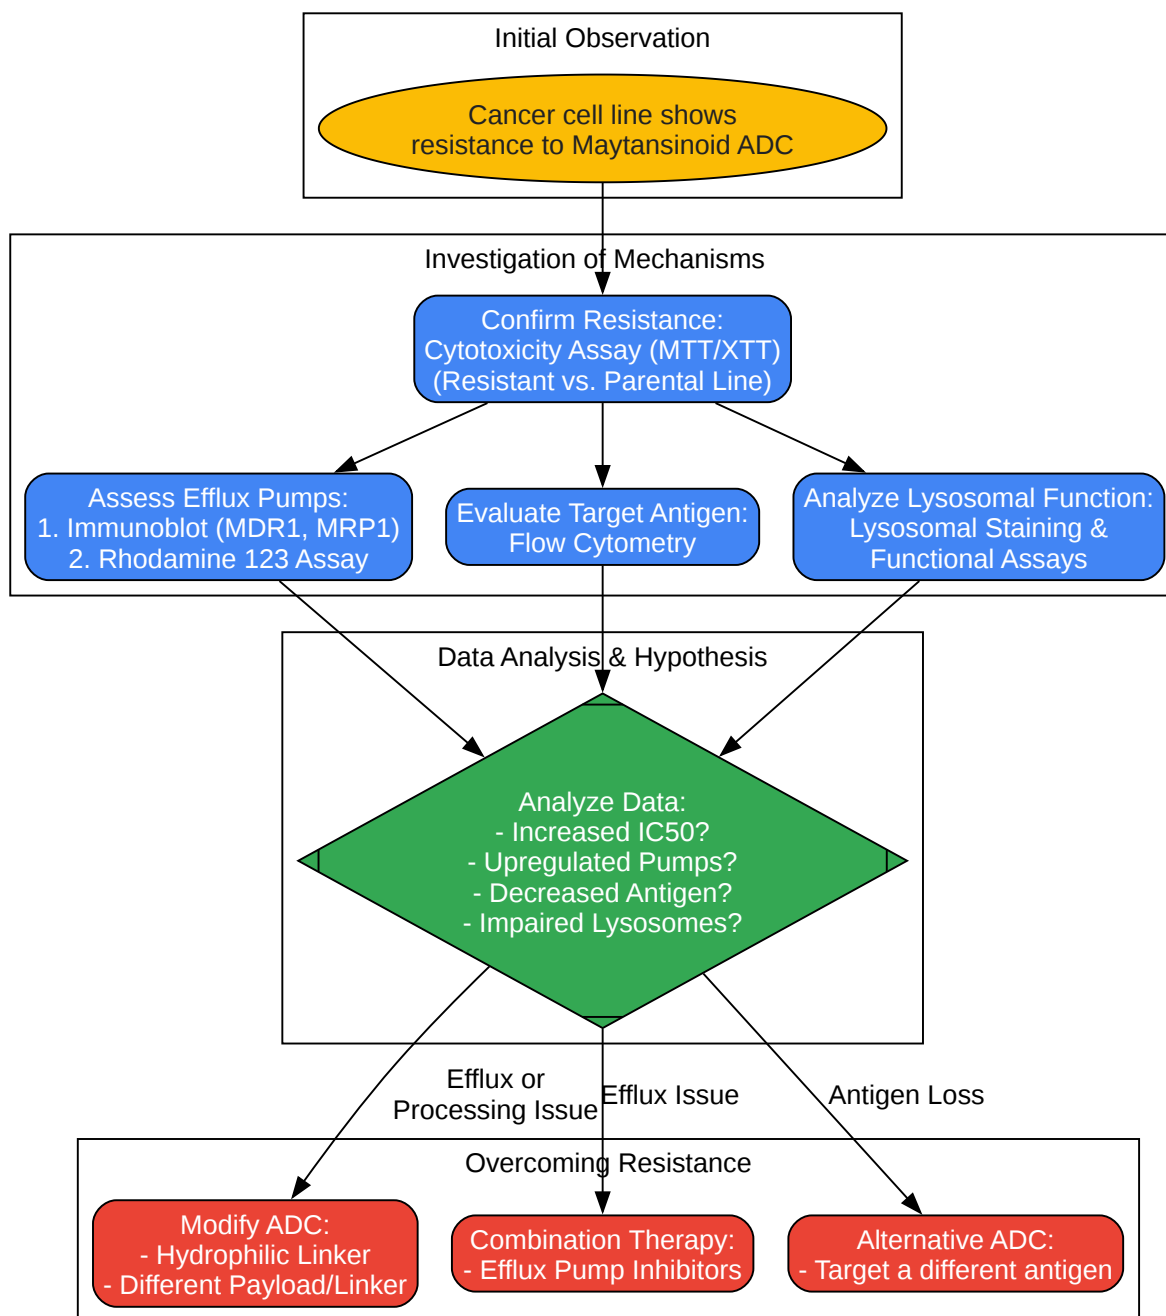 Initial Observation
Cancer cell line shows
resistance to Maytansinoid ADC
Investigation of Mechanisms
Confirm Resistance:
Cytotoxicity Assay (MTT/XTT)
(Resistant vs. Parental Line)
Assess Efflux Pumps:
1. Immunoblot (MDR1, MRP1)
2. Rhodamine 123 Assay
Evaluate Target Antigen:
Flow Cytometry
Analyze Lysosomal Function:
Lysosomal Staining &
Functional Assays
Data Analysis & Hypothesis
Analyze Data:
- Increased IC50?
- Upregulated Pumps?
- Decreased Antigen?
- Impaired Lysosomes?
Efflux or
Processing Issue
Efflux Issue
Antigen Loss
Overcoming Resistance
Modify ADC:
- Hydrophilic Linker
- Different Payload/Linker
Combination Therapy:
- Efflux Pump Inhibitors
Alternative ADC:
- Target a different antigen